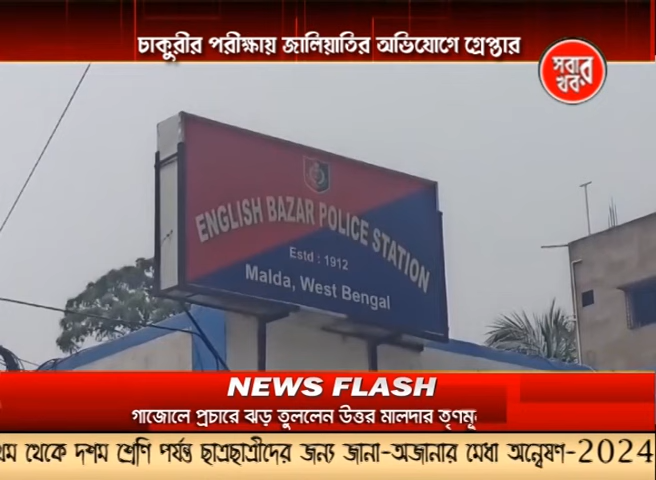 চাকুরীর পরীক্ষায় জালিয়াতির অভিযোগে গ্রেপ্তার
সবার
খবর
ENGLISH BAZAR POLICE STATION
Estd : 1912
Malda, West Bengal
NEWS FLASH
গাজোলে প্রচারে ঝড় তুললেন উত্তর মালদার
থেকে দশম শ্রেণি পর্যন্ত ছাত্রছাত্রীদের জন্য জানা-অজানার মেধা অন্বেষণ-2024